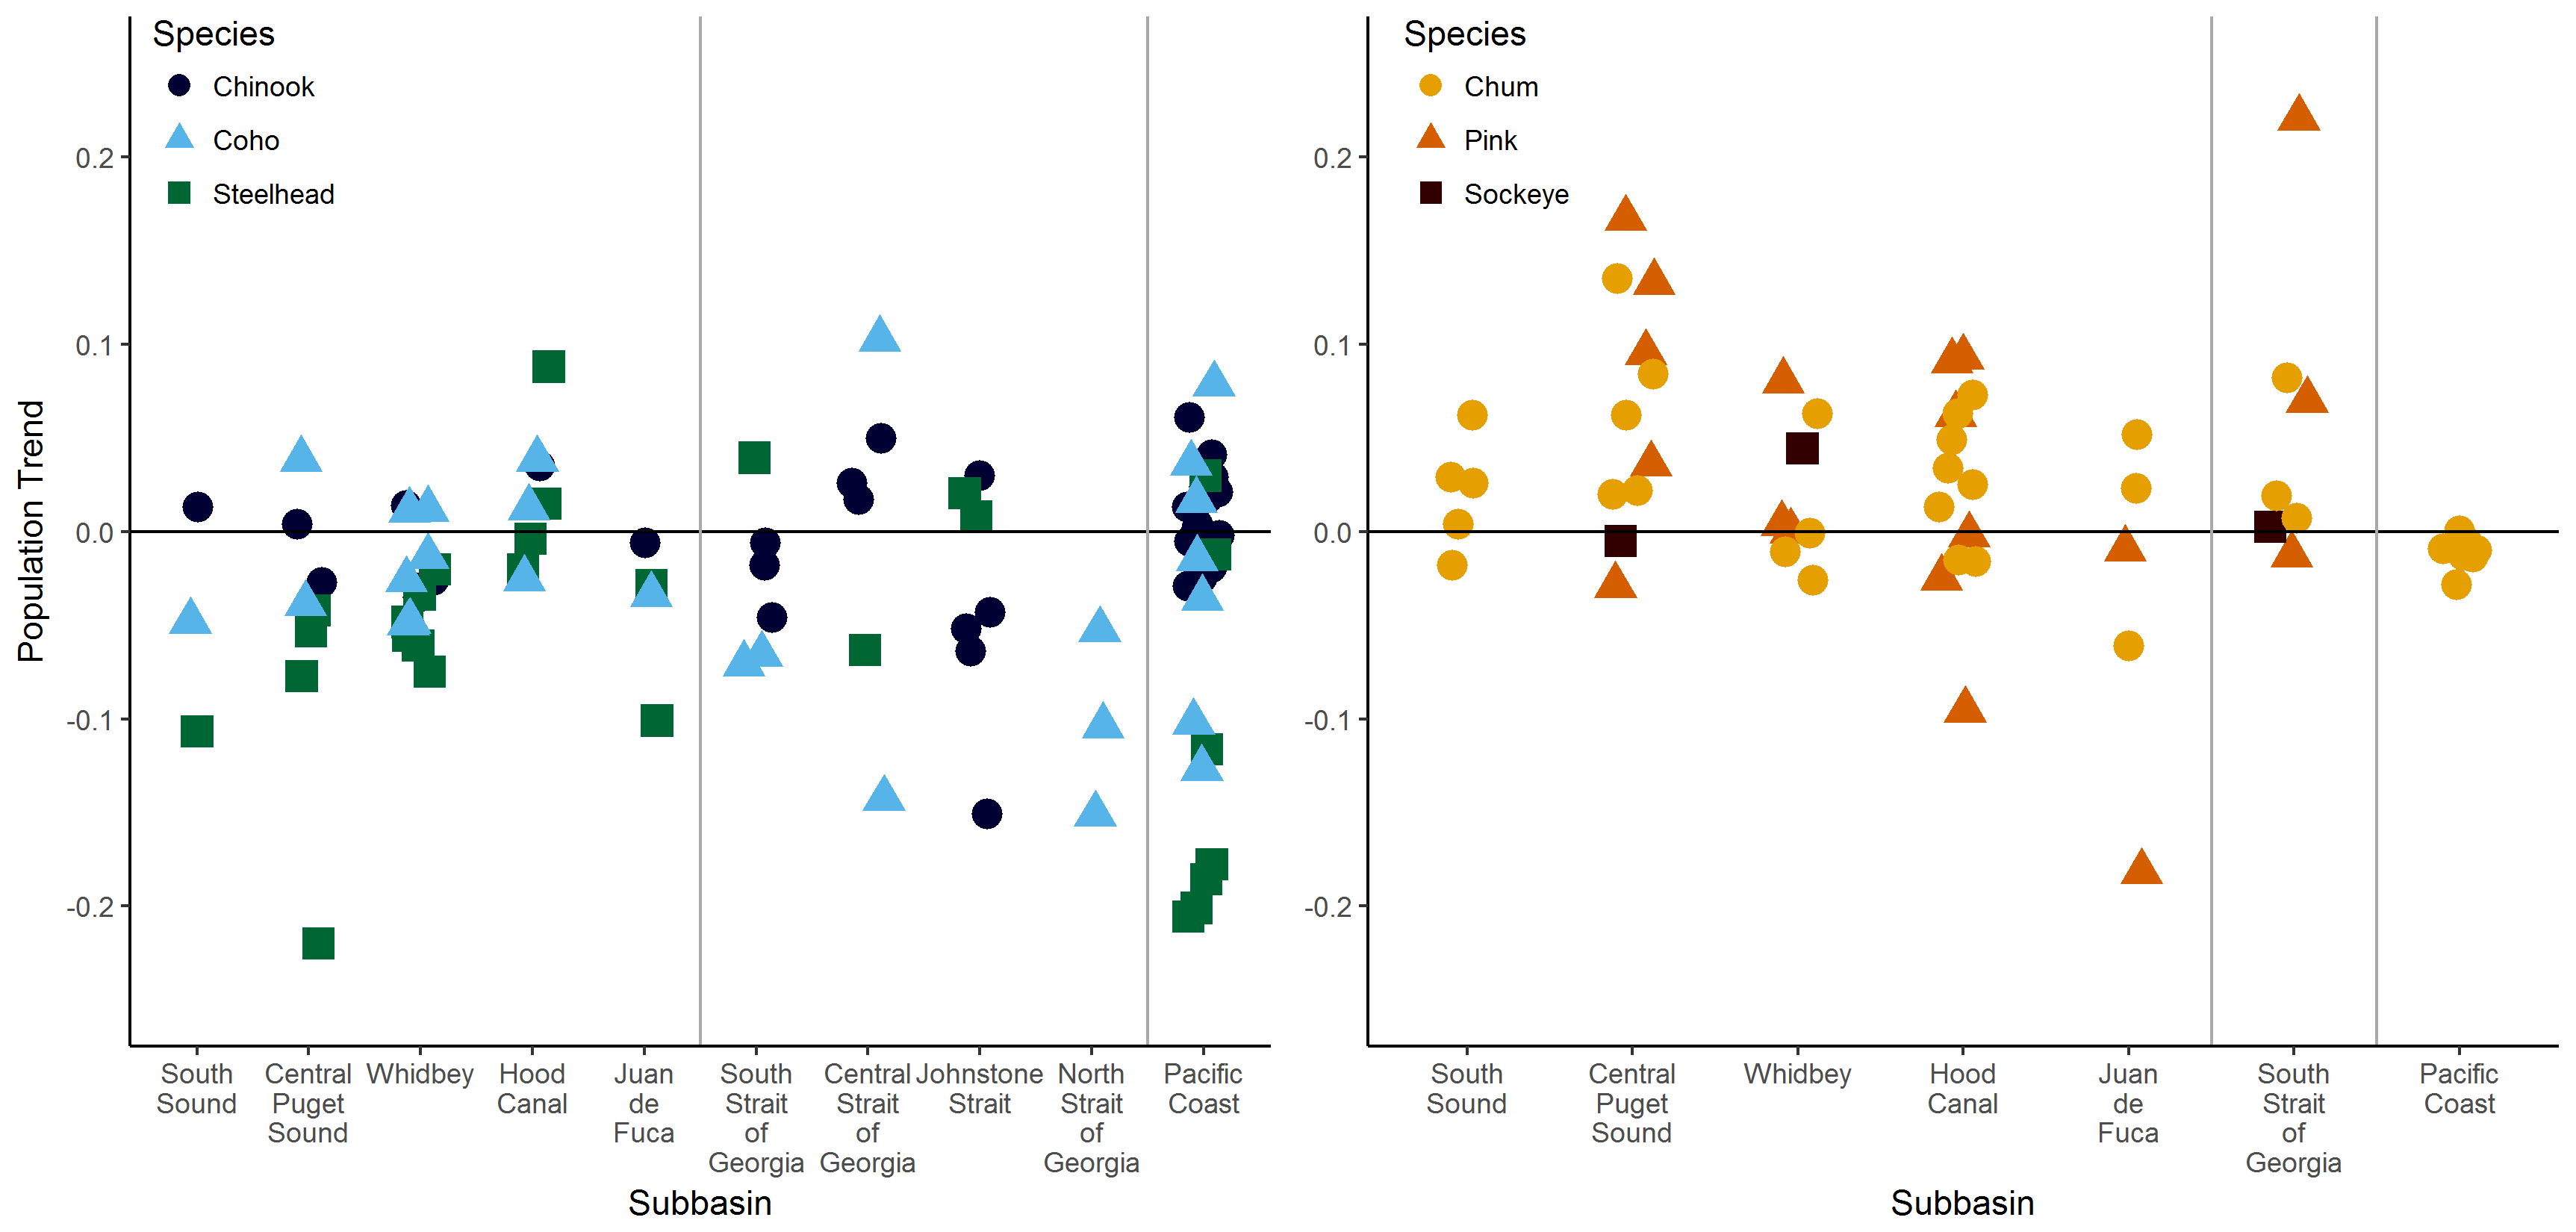 Species
Chinook
Coho
Steelhead
Population Trend
0.2
0.1
0.0
-0.1
-0.2
South Sound
Central Puget Sound
Whidbey
Hood Canal
Juan de Fuca
South Strait of Georgia
Central Strait of Georgia
Johnstone Strait
North Strait of Georgia
Pacific Coast
Subbasin
Species
Chum
Pink
Sockeye
0.2
0.1
0.0
-0.1
-0.2
South Sound
Central Puget Sound
Whidbey
Hood Canal
Juan de Fuca
South Strait of Georgia
Pacific Coast
Subbasin